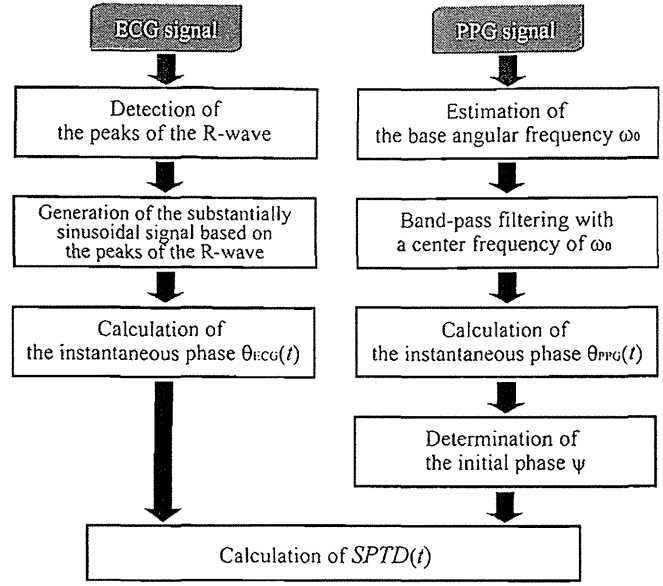 ECG signal
Detection of
the peaks of the R-wave
Generation of the substantially
sinusoidal signal based on
the peaks of the R-wave
Calculation of
the instantaneous phase θECG(t)
PPG signal
Estimation of
the base angular frequency ω0
Band-pass filtering with
a center frequency of ω0
Calculation of
the instantaneous phase θPPG(t)
Determination of
the initial phase ψ
Calculation of SPTD(t)